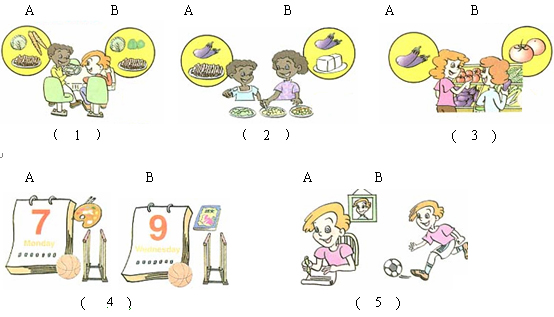 A B A B A B
( 1 ) ( 2 ) ( 3 )
A B A B
7 9
Monday Wednesday
( 4 ) ( 5 )